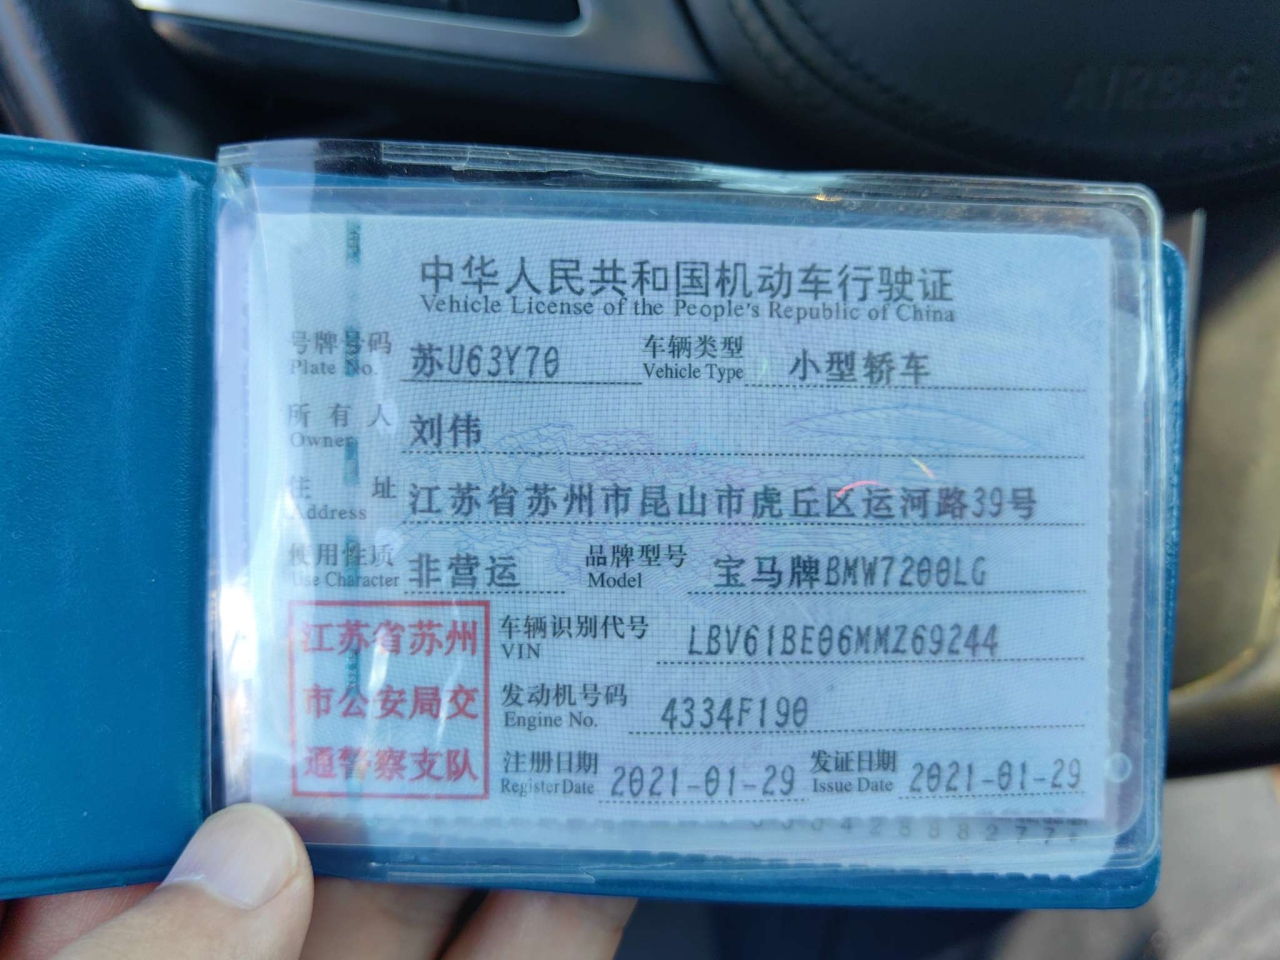 AIRBAG
中华人民共和国机动车行驶证
Vehicle License of the People's Republic of China
号牌号码 苏U63Y70 车辆类型 小型轿车
Plate No. Vehicle Type
所有人 刘伟
Owner
住址 江苏省苏州市昆山市虎丘区运河路39号
Address
使用性质 非营运 品牌型号 宝马牌BMW7200LG
Use Character Model
江苏省苏州
市公安局交
通警察支队
车辆识别代号 LBV61BE06MMZ69244
VIN
发动机号码 4334F190
Engine No.
注册日期 2021-01-29 发证日期 2021-01-29
Register Date Issue Date